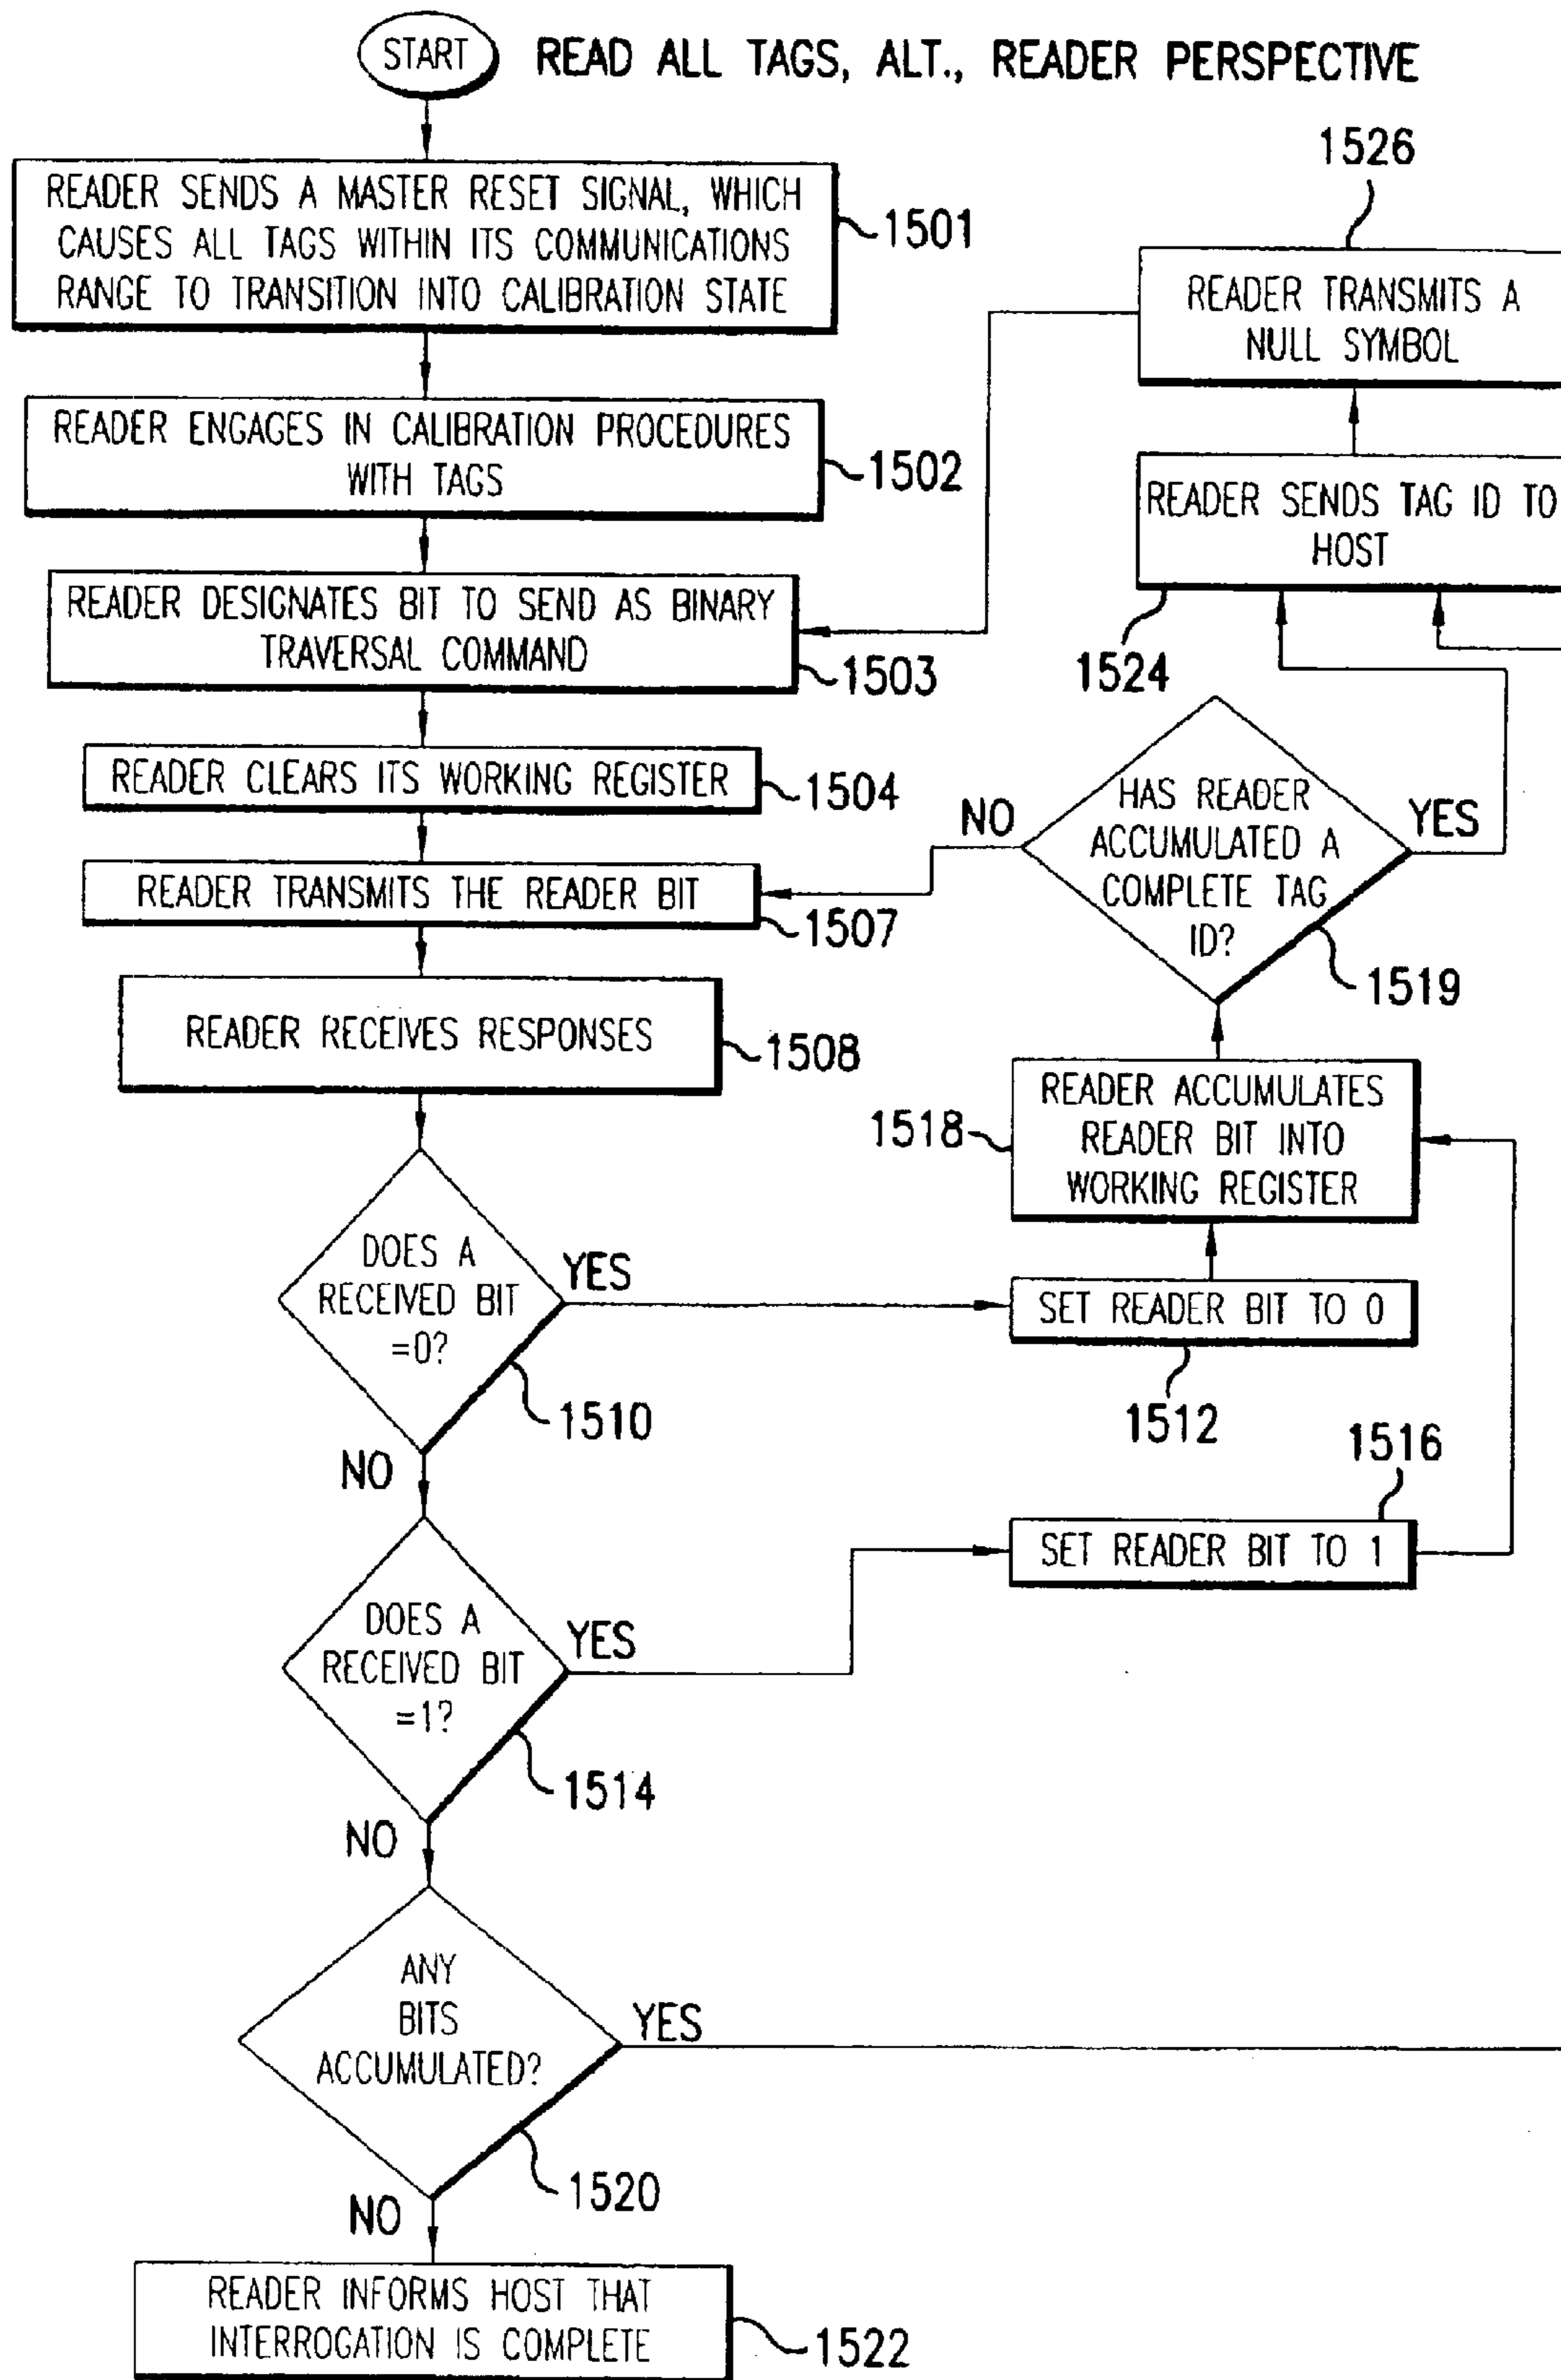 START
READ ALL TAGS, ALT., READER PERSPECTIVE
READER SENDS A MASTER RESET SIGNAL, WHICH
CAUSES ALL TAGS WITHIN ITS COMMUNICATIONS
RANGE TO TRANSITION INTO CALIBRATION STATE
1501
READER ENGAGES IN CALIBRATION PROCEDURES
WITH TAGS
1502
READER DESIGNATES BIT TO SEND AS BINARY
TRAVERSAL COMMAND
1503
READER CLEARS ITS WORKING REGISTER
1504
READER TRANSMITS THE READER BIT
1507
READER RECEIVES RESPONSES
1508
DOES A
RECEIVED BIT
=0?
YES
1510
NO
DOES A
RECEIVED BIT
=1?
YES
1514
NO
ANY
BITS
ACCUMULATED?
YES
1520
NO
READER INFORMS HOST THAT
INTERROGATION IS COMPLETE
1522
1526
READER TRANSMITS A
NULL SYMBOL
READER SENDS TAG ID TO
HOST
1524
HAS READER
ACCUMULATED A
COMPLETE TAG
ID?
NO
YES
1519
READER ACCUMULATES
READER BIT INTO
WORKING REGISTER
1518
SET READER BIT TO 0
1512
1516
SET READER BIT TO 1